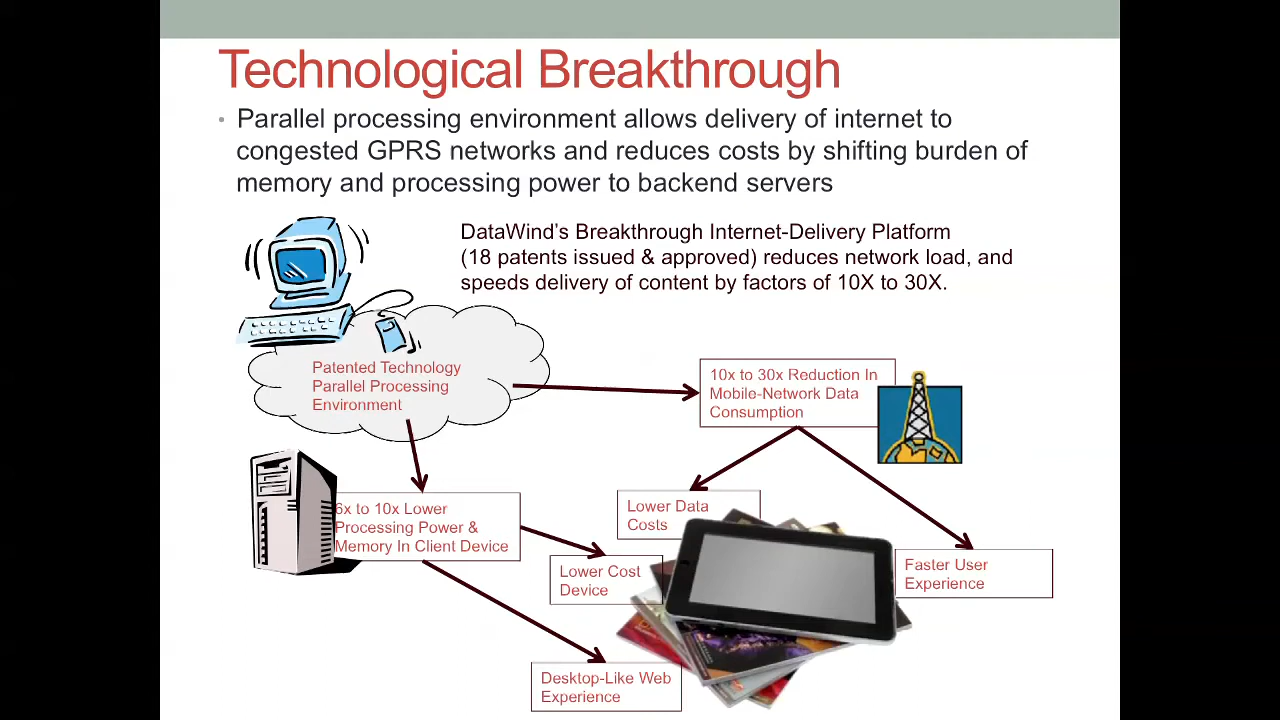 Technological Breakthrough
• Parallel processing environment allows delivery of internet to
congested GPRS networks and reduces costs by shifting burden of
memory and processing power to backend servers
DataWind's Breakthrough Internet-Delivery Platform
(18 patents issued & approved) reduces network load, and
speeds delivery of content by factors of 10X to 30X.
Patented Technology
Parallel Processing
Environment
10x to 30x Reduction In
Mobile-Network Data
Consumption
6x to 10x Lower
Processing Power &
Memory In Client Device
Lower Data
Costs
Lower Cost
Device
Faster User
Experience
Desktop-Like Web
Experience